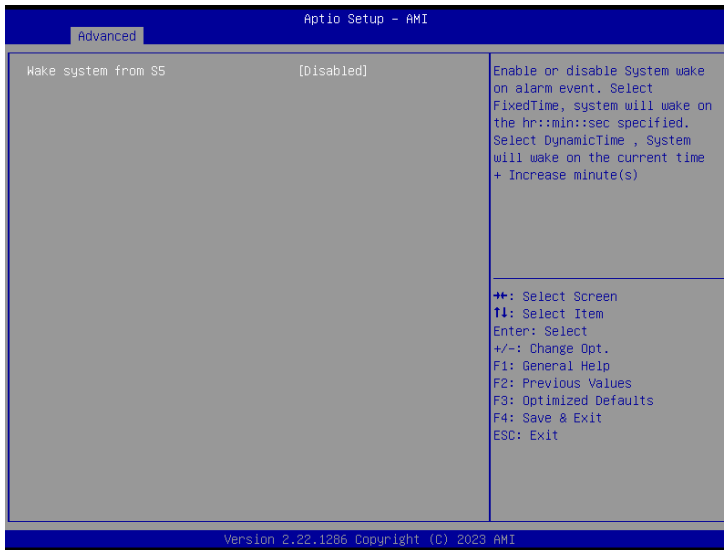 Aptio Setup - AMI
Advanced
Wake system from S5 [Disabled]
Enable or disable System wake
on alarm event. Select
FixedTime, system will wake on
the hr::min::sec specified.
Select DynamicTime , System
will wake on the current time
+ Increase minute(s)
→←: Select Screen
↑↓: Select Item
Enter: Select
+/-: Change Opt.
F1: General Help
F2: Previous Values
F3: Optimized Defaults
F4: Save & Exit
ESC: Exit
Version 2.22.1286 Copyright (C) 2023 AMI